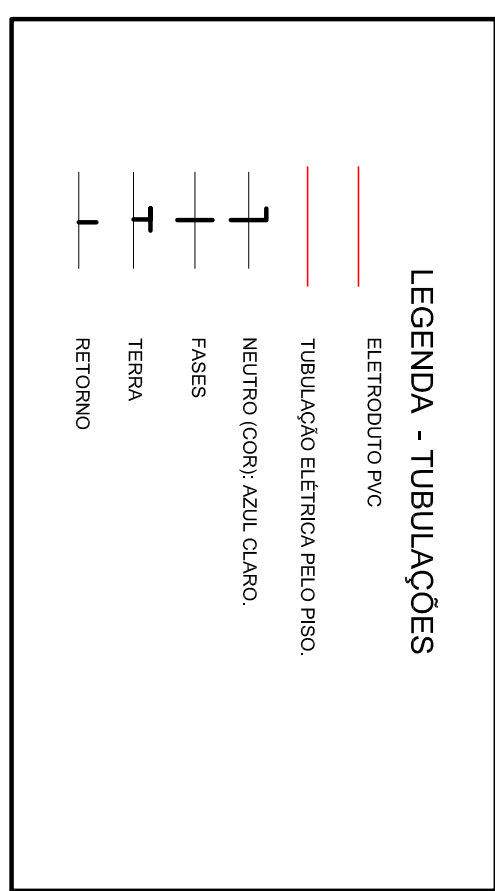 LEGENDA - TUBULAÇÕES
ELETRODUTO PVC
TUBULAÇÃO ELÉTRICA PELO PISO.
NEUTRO (COR): AZUL CLARO.
FASES
TERRA
RETORNO